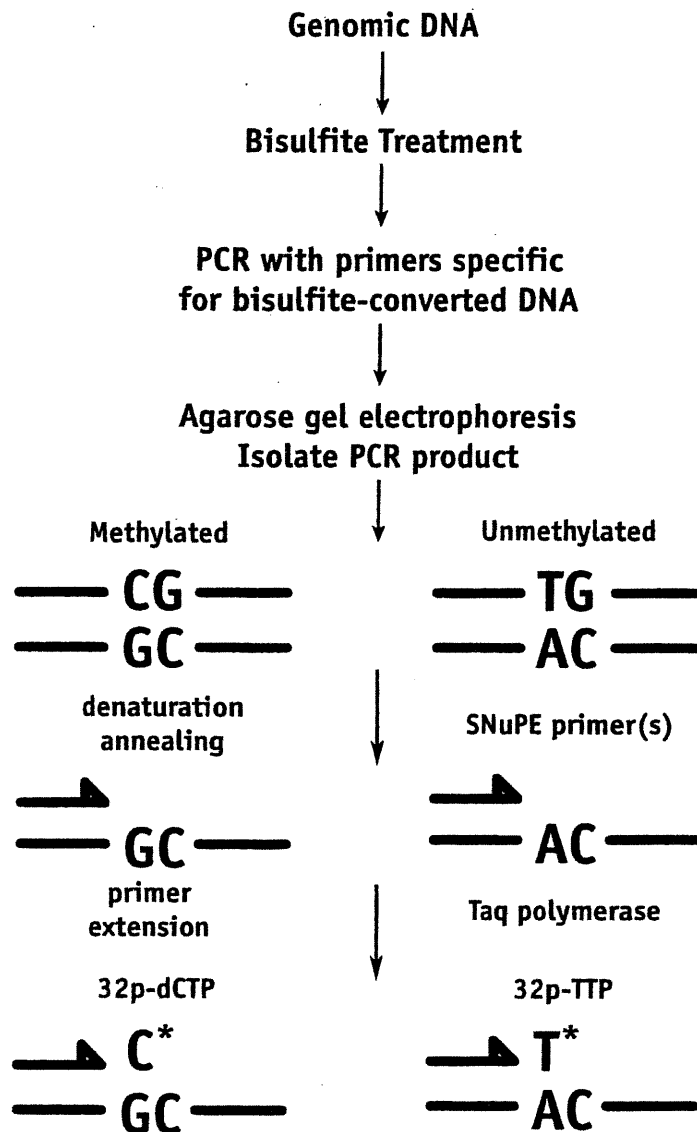 Genomic DNA
Bisulfite Treatment
PCR with primers specific
for bisulfite-converted DNA
Agarose gel electrophoresis
Isolate PCR product
Methylated
Unmethylated
CG
TG
GC
AC
denaturation
annealing
SNuPE primer(s)
GC
AC
primer
extension
Taq polymerase
32p-dCTP
32p-TTP
C*
T*
GC
AC